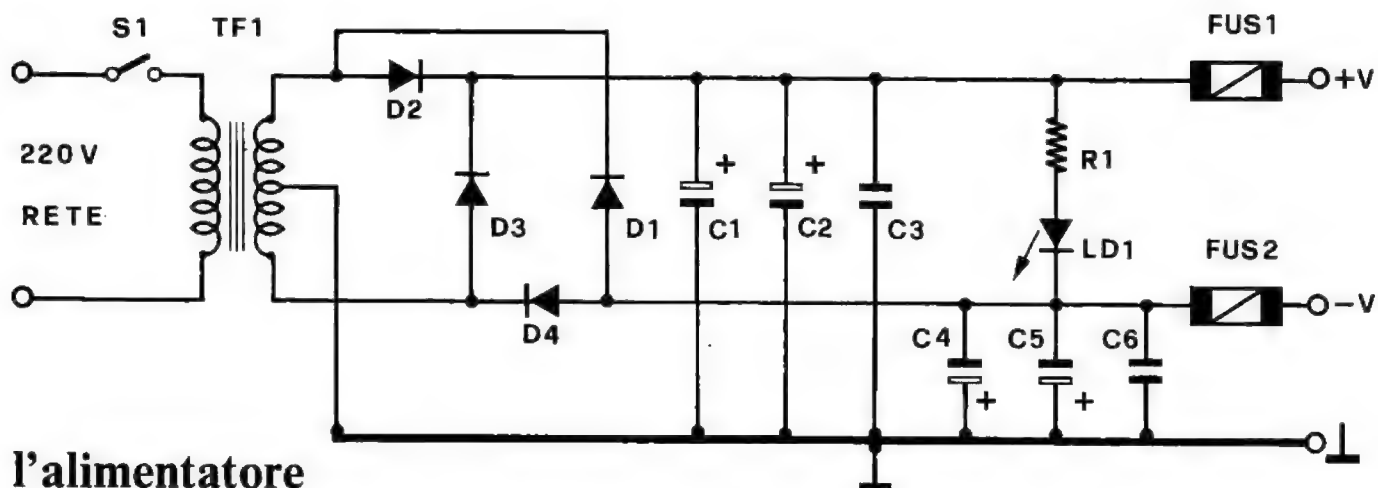 S1
TF1
FUS1
+V
D2
R1
220V
RETE
D3
D1
+
C1
+
C2
C3
LD1
FUS2
-V
D4
C4
+
C5
+
C6
l'alimentatore